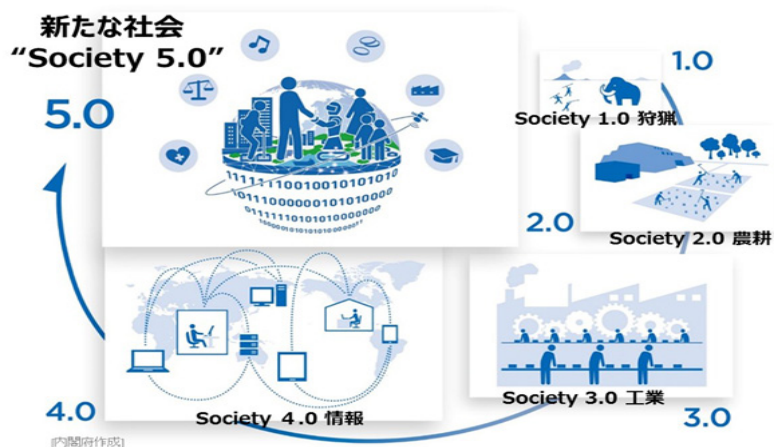 新たな社会
“Society 5.0”
5.0
1.0
Society 1.0 狩猟
2.0
Society 2.0 農耕
3.0
Society 3.0 工業
4.0
Society 4.0 情報
[内閣府作成]